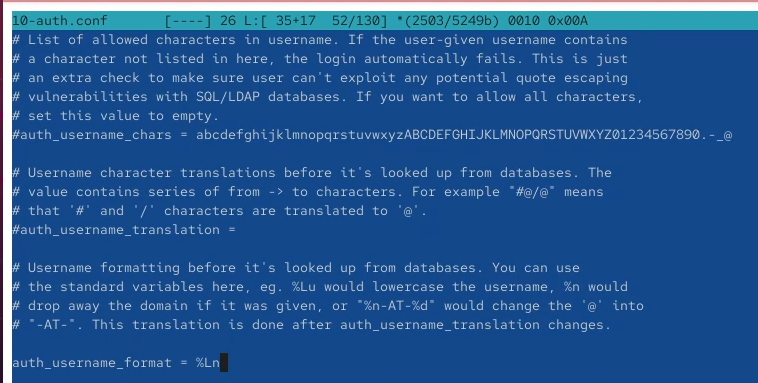 10-auth.conf [----] 26 L:[ 35+17 52/130] *(2503/5249b) 0010 0x00A
# List of allowed characters in username. If the user-given username contains
# a character not listed in here, the login automatically fails. This is just
# an extra check to make sure user can't exploit any potential quote escaping
# vulnerabilities with SQL/LDAP databases. If you want to allow all characters,
# set this value to empty.
#auth_username_chars = abcdefghijklmnopqrstuvwxyzABCDEFGHIJKLMNOPQRSTUVWXYZ01234567890.-_@
# Username character translations before it's looked up from databases. The
# value contains series of from -> to characters. For example "#@/@" means
# that '#' and '/' characters are translated to '@'.
#auth_username_translation =
# Username formatting before it's looked up from databases. You can use
# the standard variables here, eg. %Lu would lowercase the username, %n would
# drop away the domain if it was given, or "%n-AT-%d" would change the '@' into
# "-AT-". This translation is done after auth_username_translation changes.
auth_username_format = %Ln